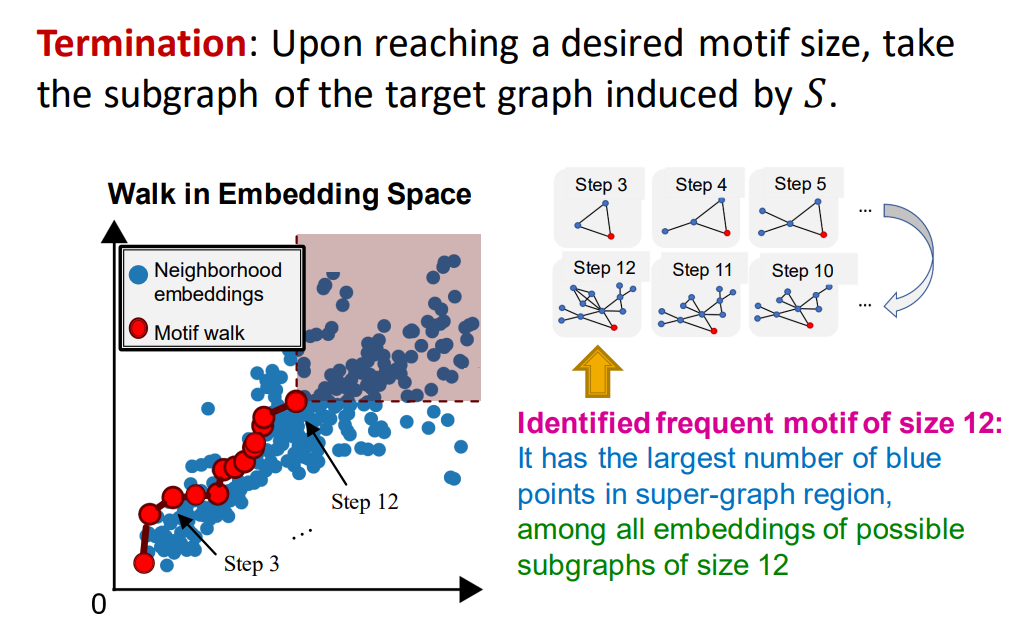 Termination: Upon reaching a desired motif size, take
the subgraph of the target graph induced by S.
Walk in Embedding Space
Neighborhood
embeddings
Motif walk
Step 12
Step 3
...
0
Step 3
Step 4
Step 5
...
Step 12
Step 11
Step 10
...
Identified frequent motif of size 12:
It has the largest number of blue
points in super-graph region,
among all embeddings of possible
subgraphs of size 12